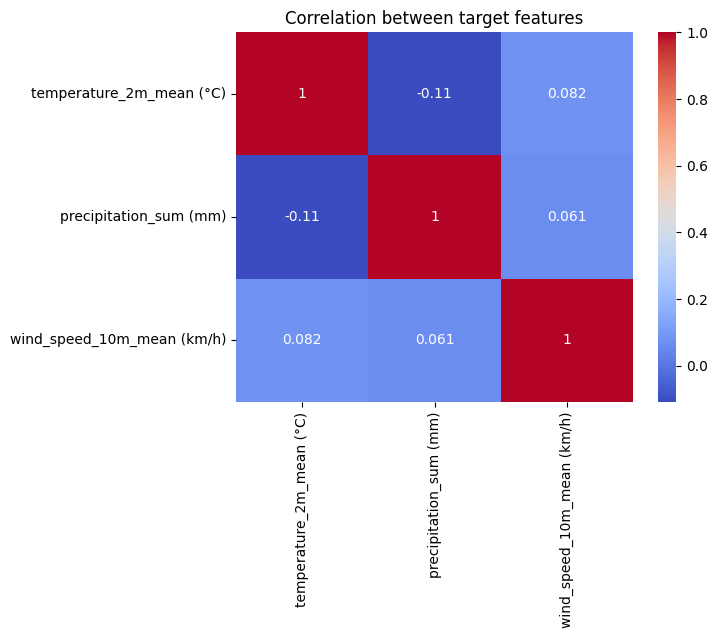 Correlation between target features
temperature_2m_mean (°C)
1
-0.11
0.082
precipitation_sum (mm)
-0.11
1
0.061
wind_speed_10m_mean (km/h)
0.082
0.061
1
temperature_2m_mean (°C)
precipitation_sum (mm)
wind_speed_10m_mean (km/h)
1.0
0.8
0.6
0.4
0.2
0.0